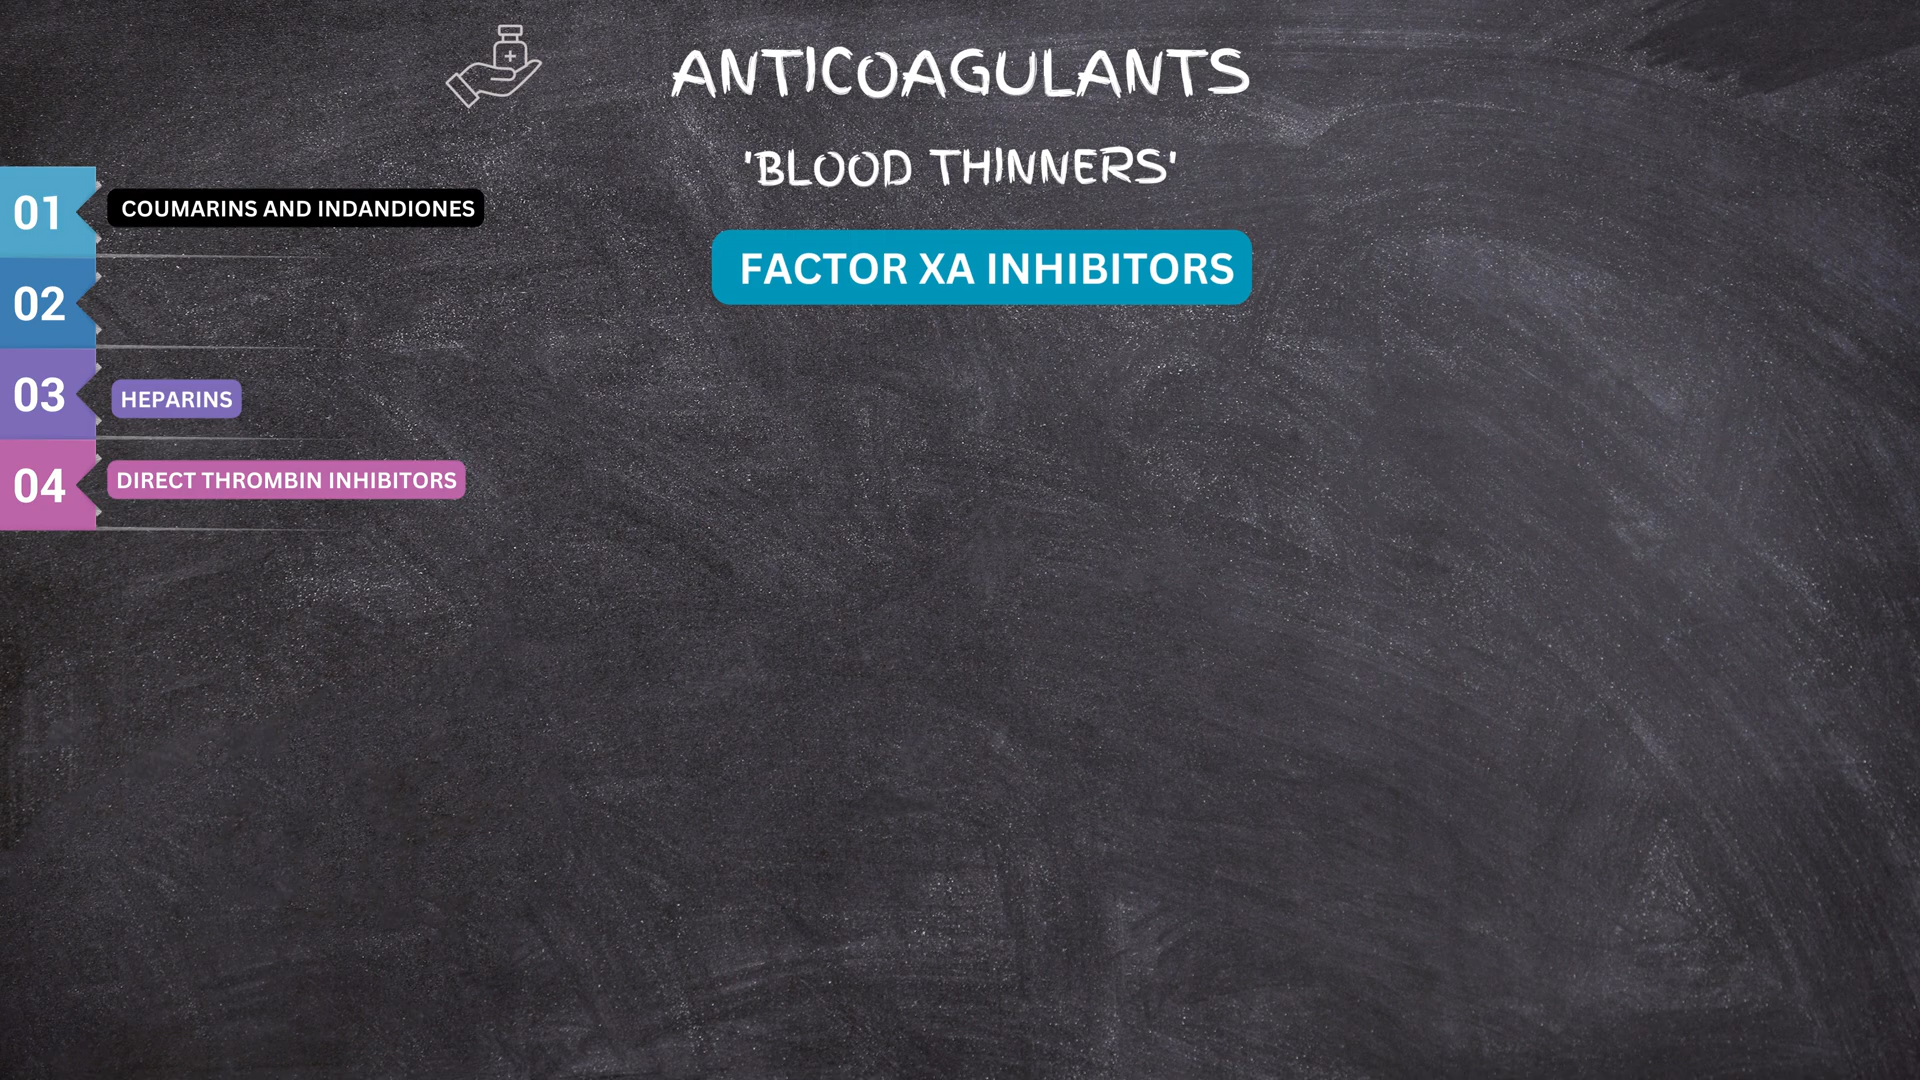 ANTICOAGULANTS
'BLOOD THINNERS'
FACTOR XA INHIBITORS
01 COUMARINS AND INDANDIONES
02
03 HEPARINS
04 DIRECT THROMBIN INHIBITORS